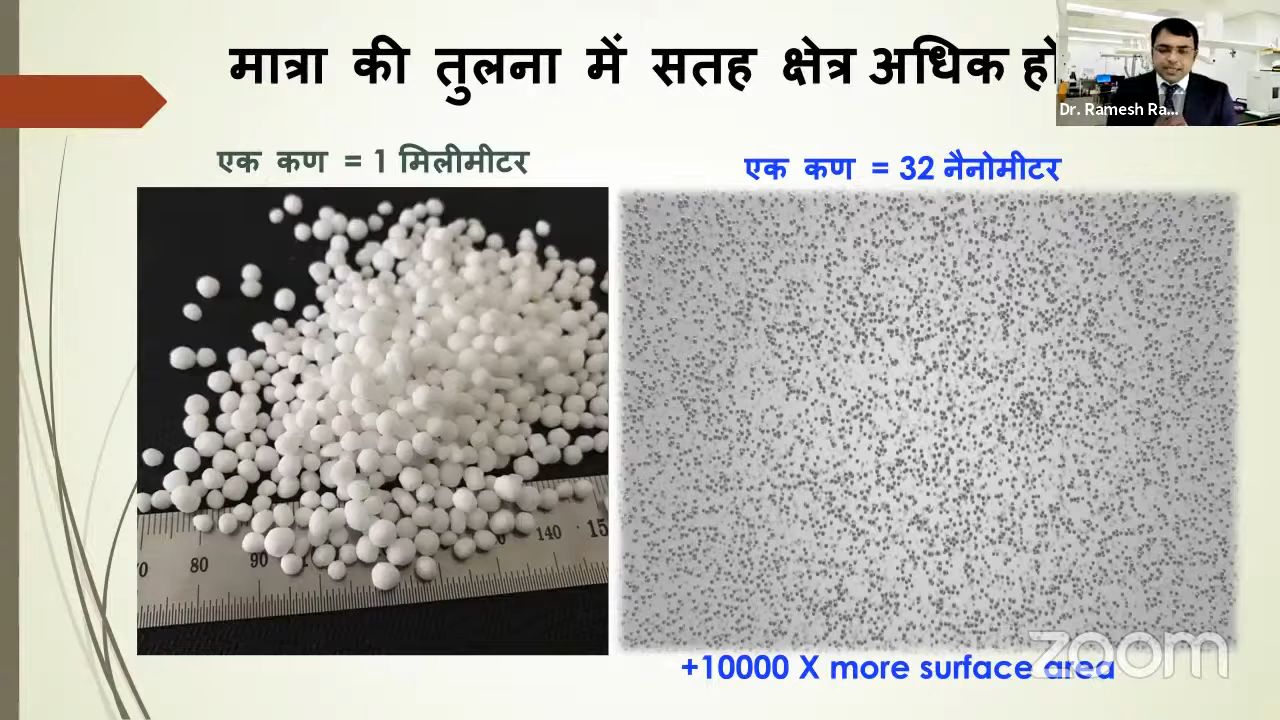 मात्रा की तुलना में सतह क्षेत्र अधिक हो
Dr. Ramesh Ra...
एक कण = 1 मिलीमीटर
एक कण = 32 नैनोमीटर
80
90
140
zoom
+10000 X more surface area